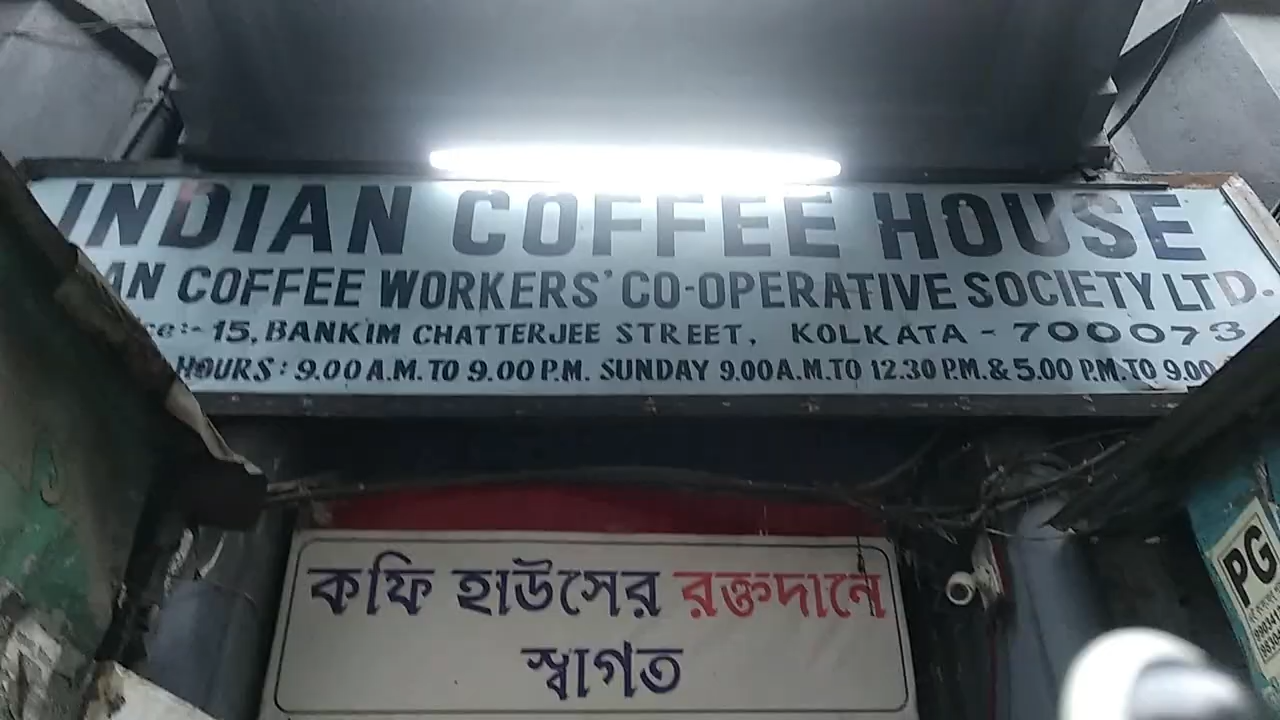 INDIAN COFFEE HOUSE
COFFEE WORKERS' CO-OPERATIVE SOCIETY LTD.
15, BANKIM CHATTERJEE STREET, KOLKATA - 700073
HOURS: 9.00 A.M. TO 9.00 P.M. SUNDAY 9.00 A.M. TO 12.30 P.M. & 5.00 P.M. TO 9.00
কফি হাউসের রক্তদানে
স্বাগত
PG